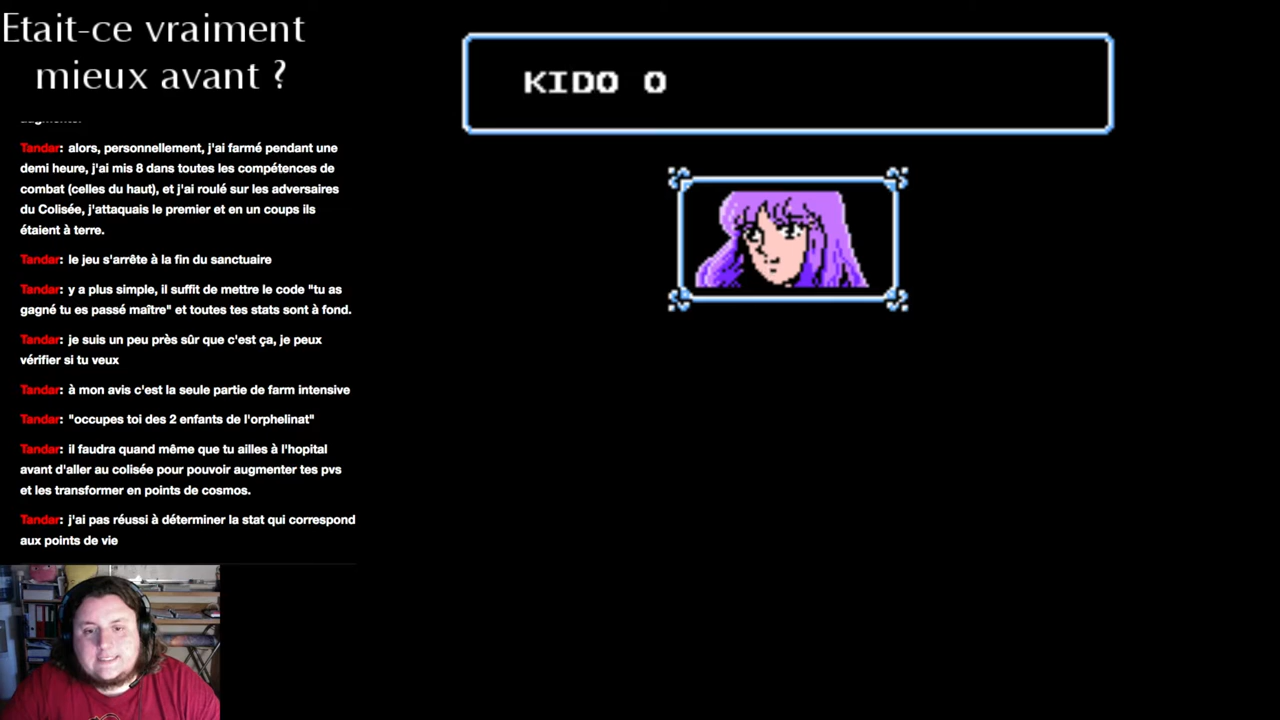 Etait-ce vraiment
mieux avant ?
KIDO O
Tandar: alors, personnellement, j'ai farmé pendant une
demi heure, j'ai mis 8 dans toutes les compétences de
combat (celles du haut), et j'ai roulé sur les adversaires
du Colisée, j'attaquais le premier et en un coups ils
étaient à terre.
Tandar: le jeu s'arrête à la fin du sanctuaire
Tandar: y a plus simple, il suffit de mettre le code "tu as
gagné tu es passé maître" et toutes tes stats sont à fond.
Tandar: je suis un peu près sûr que c'est ça, je peux
vérifier si tu veux
Tandar: à mon avis c'est la seule partie de farm intensive
Tandar: "occupes toi des 2 enfants de l'orphelinat"
Tandar: il faudra quand même que tu ailles à l'hopital
avant d'aller au colisée pour pouvoir augmenter tes pvs
et les transformer en points de cosmos.
Tandar: j'ai pas réussi à déterminer la stat qui correspond
aux points de vie